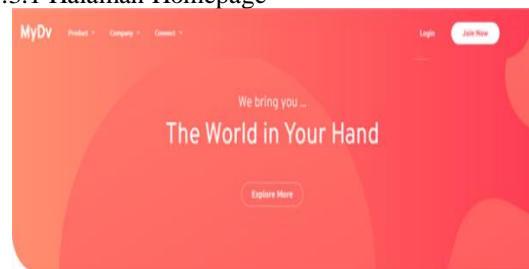 .3.1 Halaman Homepage
MyDv Product Company Connect Login Join Now
We bring you ...
The World in Your Hand
Explore More